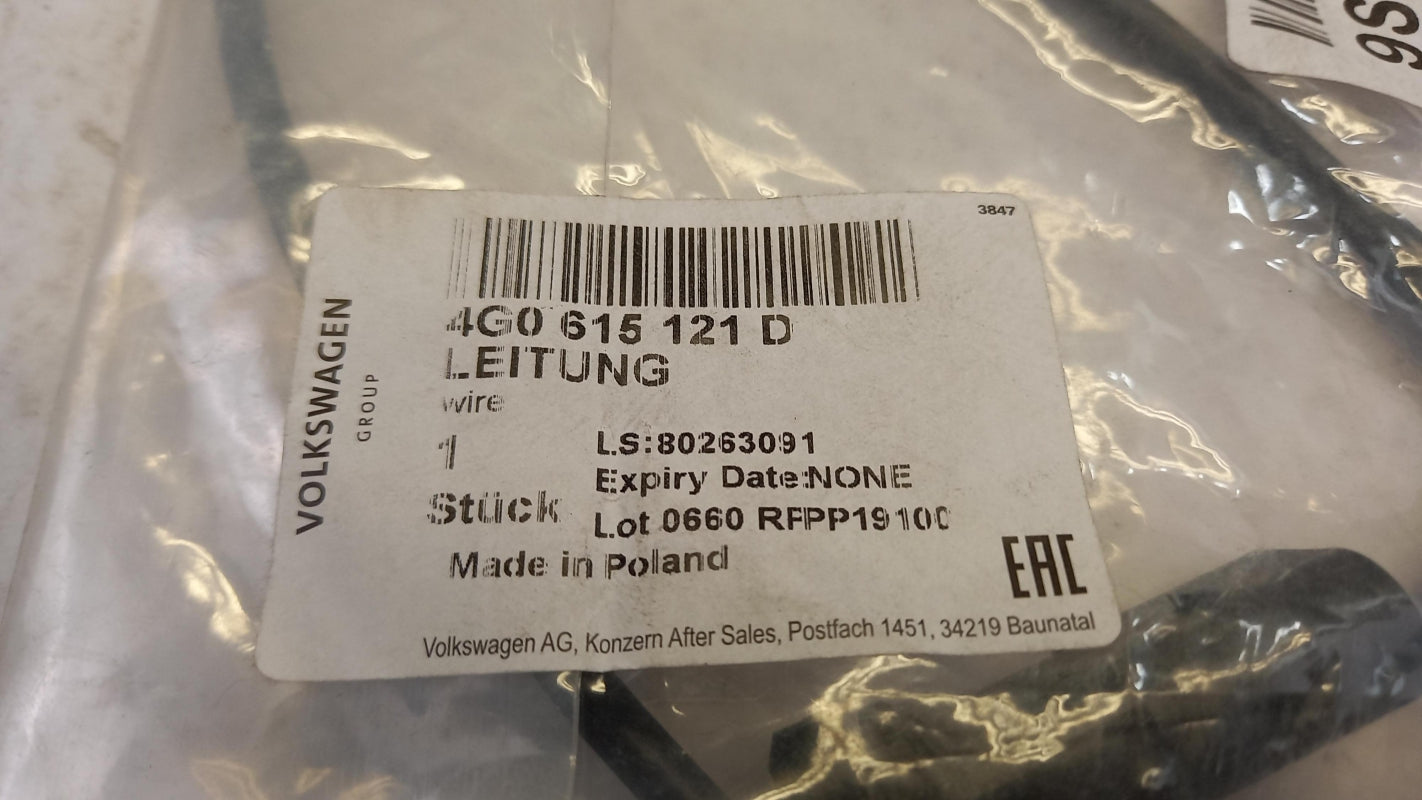 3847
4G0 615 121 D
LEITUNG
wire
1
Stück
LS:80263091
Expiry Date:NONE
Lot 0660 RFPP19100
Made in Poland
EAC
Volkswagen AG, Konzern After Sales, Postfach 1451, 34219 Baunatal
VOLKSWAGEN
GROUP